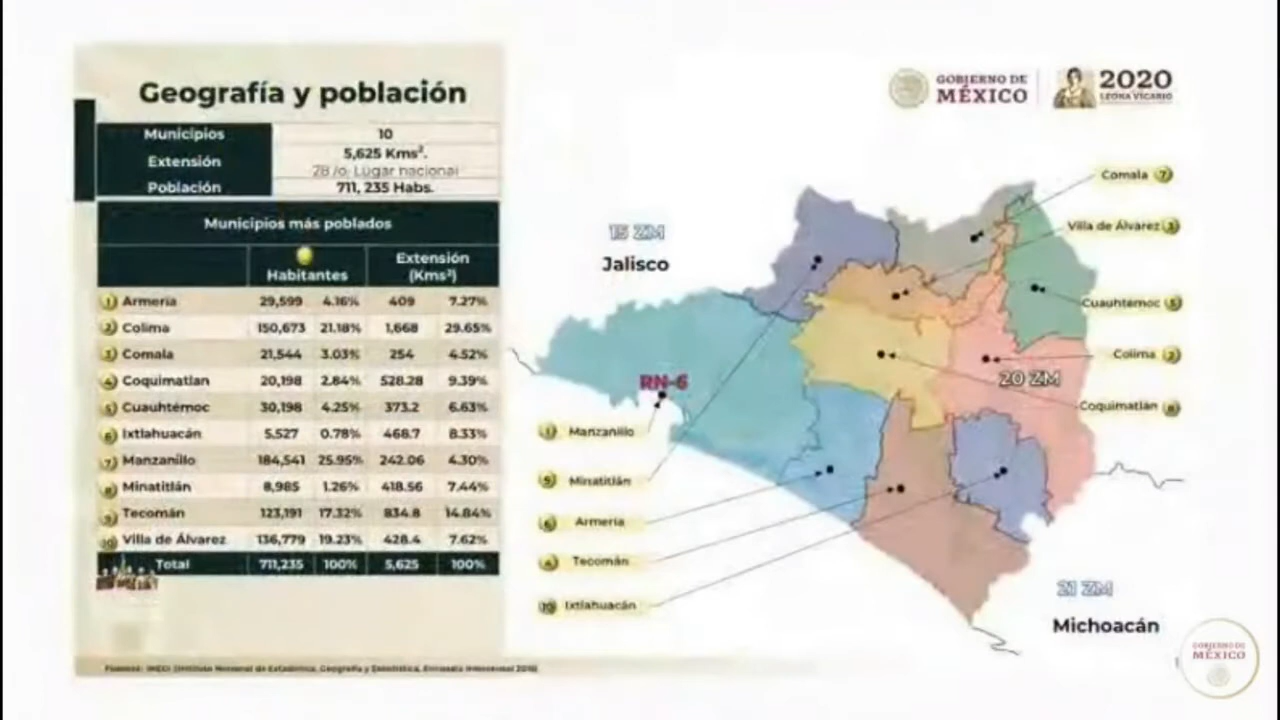 Geografía y población
Municipios 10
Extensión 5,625 Kms².
28 /o. Lugar nacional
Población 711, 235 Habs.
Municipios más poblados
Habitantes Extensión (Kms²)
1 Armería 29,599 4.16% 409 7.27%
2 Colima 150,673 21.18% 1,668 29.65%
3 Comala 21,544 3.03% 254 4.52%
4 Coquimatlan 20,198 2.84% 528.28 9.39%
5 Cuauhtémoc 30,198 4.25% 373.2 6.63%
6 Ixtlahuacán 5,527 0.78% 468.7 8.33%
7 Manzanillo 184,541 25.95% 242.06 4.30%
8 Minatitlán 8,985 1.26% 418.56 7.44%
9 Tecomán 123,191 17.32% 834.8 14.84%
10 Villa de Álvarez 136,779 19.23% 428.4 7.62%
Total 711,235 100% 5,625 100%
GOBIERNO DE
MÉXICO
2020
LEONA VICARIO
15 ZM
Jalisco
RN-6
20 ZM
Comala 7
Villa de Álvarez 3
Cuauhtémoc 5
Colima 2
Coquimatlán
Manzanillo
Minatitlán
Armería
Tecomán
Ixtlahuacán 10
21 ZM
Michoacán
GOBIERNO DE
MÉXICO